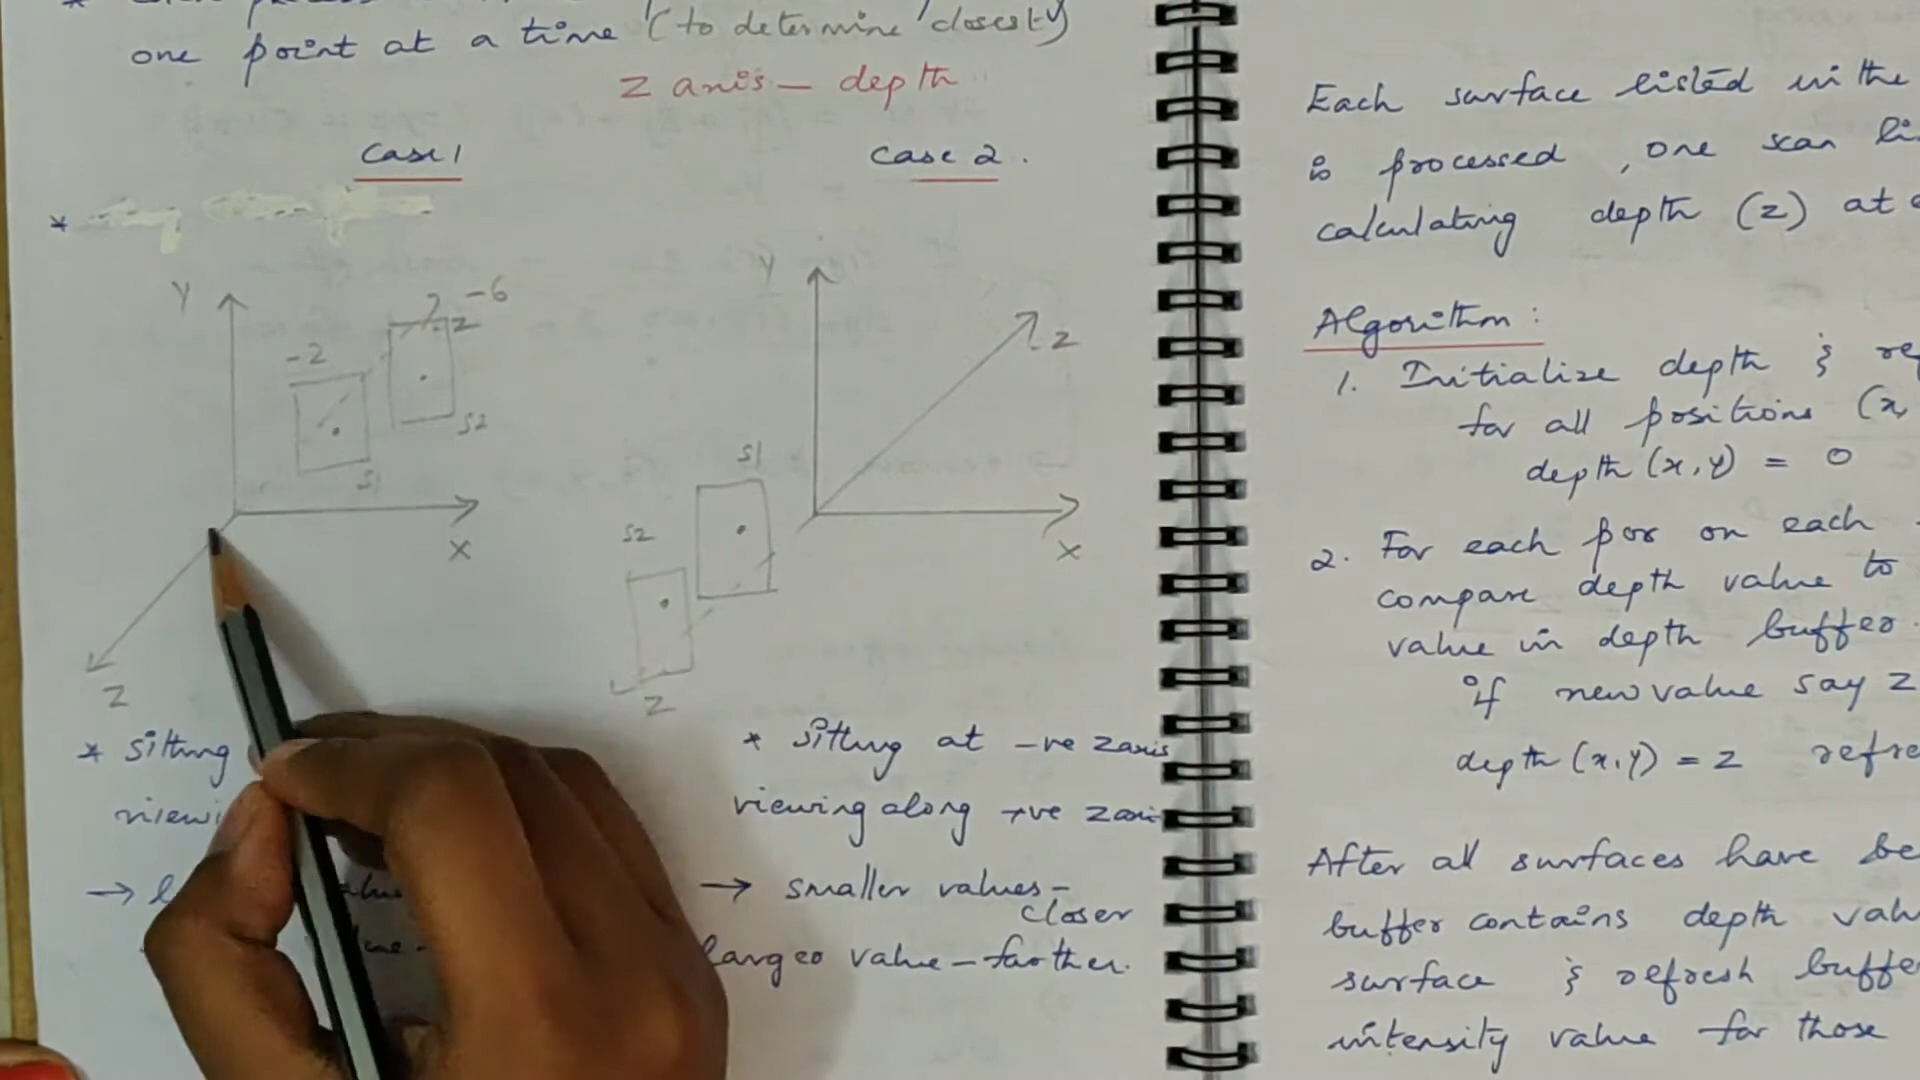 one point at a time (to determine closest)
z axis – depth
Case 1
Case 2.
*
Y
-2
-6
z
S1
S2
X
Z
Y
z
S1
S2
X
Z
* sitting
viewi
→ l
alue
lue -
* sitting at -ve z axis
viewing along +ve z axis
→ smaller values - closer
larger value – farther.
Each surface listed in the
is processed, one scan li
calculating depth (z) at
Algorithm :
1. Initialize depth & ref
for all positions (x,
depth (x, y) = 0
2. For each pos on each
compare depth value to
value in depth buffer.
if new value say z
depth (x, y) = z refre
After all surfaces have be
buffer contains depth val
surface & refresh buffe
intensity value for those